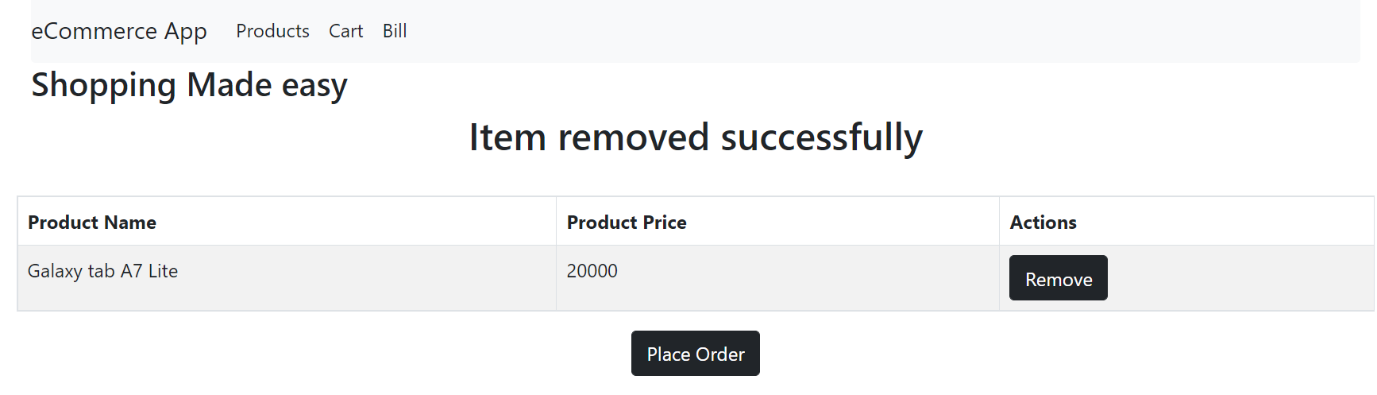 eCommerce App Products Cart Bill
Shopping Made easy
Item removed successfully
Product Name Product Price Actions
Galaxy tab A7 Lite 20000 Remove
Place Order